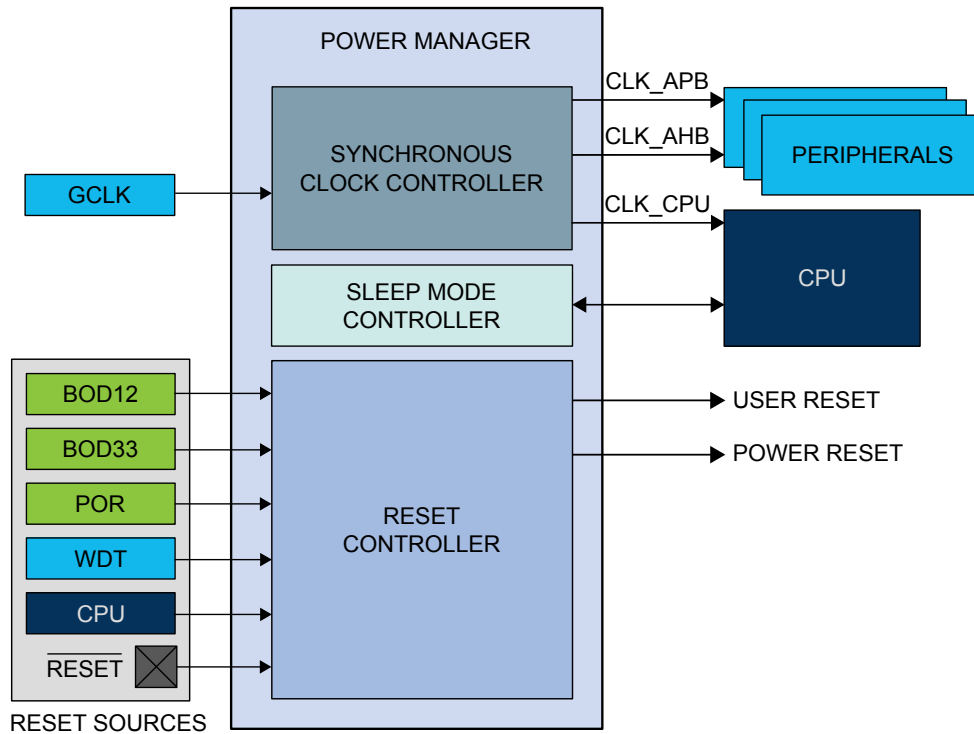 POWER MANAGER
SYNCHRONOUS
CLOCK CONTROLLER
GCLK
CLK_APB
CLK_AHB
CLK_CPU
PERIPHERALS
CPU
SLEEP MODE
CONTROLLER
BOD12
BOD33
POR
WDT
CPU
RESET
RESET SOURCES
RESET
CONTROLLER
USER RESET
POWER RESET